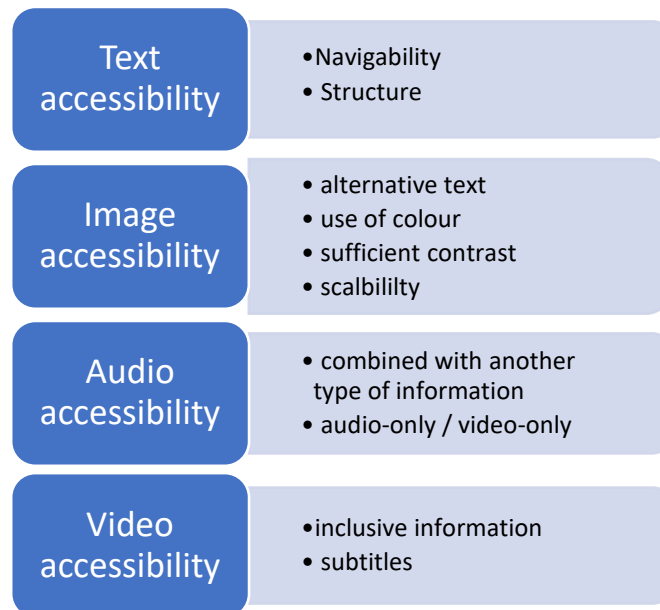 Text
accessibility
•Navigability
• Structure
Image
accessibility
• alternative text
• use of colour
• sufficient contrast
• scalbililty
Audio
accessibility
• combined with another
type of information
• audio-only / video-only
Video
accessibility
•inclusive information
• subtitles